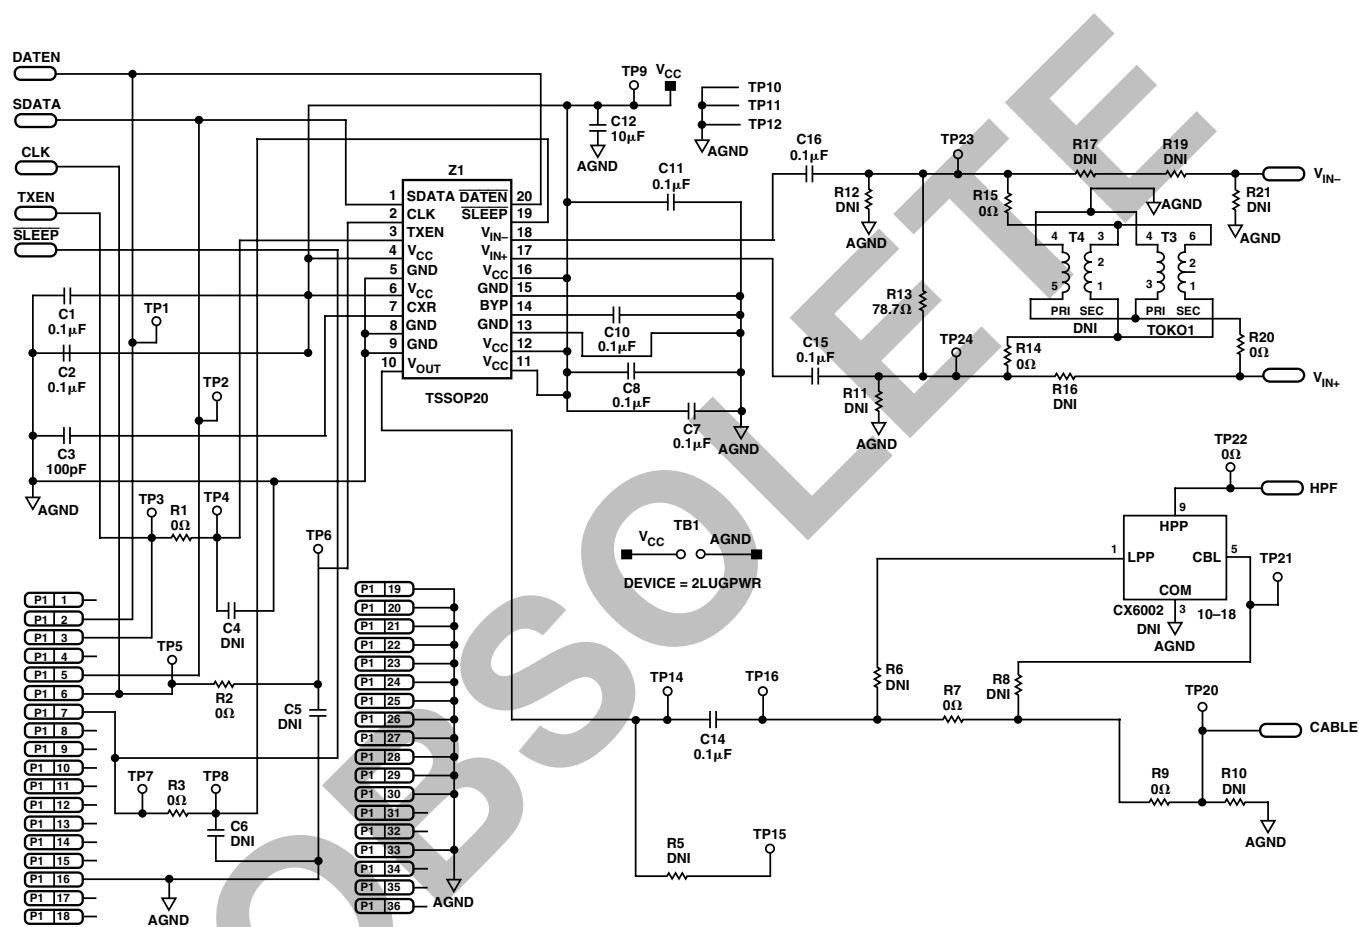 DATEN
SDATA
CLK
TXEN
SLEEP
TP9
VCC
C12
10µF
AGND
TP10
TP11
TP12
AGND
Z1
1 SDATA DATEN 20
2 CLK SLEEP 19
3 TXEN VIN– 18
4 VCC VIN+ 17
5 GND VCC 16
6 VCC GND 15
7 CXR BYP 14
8 GND GND 13
9 GND VCC 12
10 VOUT VCC 11
TSSOP20
C11
0.1µF
C10
0.1µF
C8
0.1µF
C7
0.1µF
AGND
C1
0.1µF
C2
0.1µF
C3
100pF
AGND
TP1
TP2
TP3
R1
0Ω
TP4
TP6
C4
DNI
TP5
R2
0Ω
C5
DNI
TP7
R3
0Ω
TP8
C6
DNI
AGND
P1 1
P1 2
P1 3
P1 4
P1 5
P1 6
P1 7
P1 8
P1 9
P1 10
P1 11
P1 12
P1 13
P1 14
P1 15
P1 16
P1 17
P1 18
P1 19
P1 20
P1 21
P1 22
P1 23
P1 24
P1 25
P1 26
P1 27
P1 28
P1 29
P1 30
P1 31
P1 32
P1 33
P1 34
P1 35
P1 36
AGND
C16
0.1µF
R12
DNI
AGND
TP23
R15
0Ω
R17
DNI
R19
DNI
VIN–
R21
DNI
AGND
AGND
4 T4 3
2
5 1
PRI SEC
DNI
4 T3 6
2
3 1
PRI SEC
TOKO1
R13
78.7Ω
C15
0.1µF
R11
DNI
AGND
TP24
R14
0Ω
R16
DNI
R20
0Ω
VIN+
TB1
VCC
AGND
DEVICE = 2LUGPWR
TP22
0Ω
HPF
9
HPP
1 LPP CBL 5
COM
CX6002 3 10–18
DNI
AGND
TP21
TP14
C14
0.1µF
TP16
R6
DNI
R7
0Ω
R8
DNI
TP20
CABLE
R9
0Ω
R10
DNI
AGND
R5
DNI
TP15
OBSOLETE